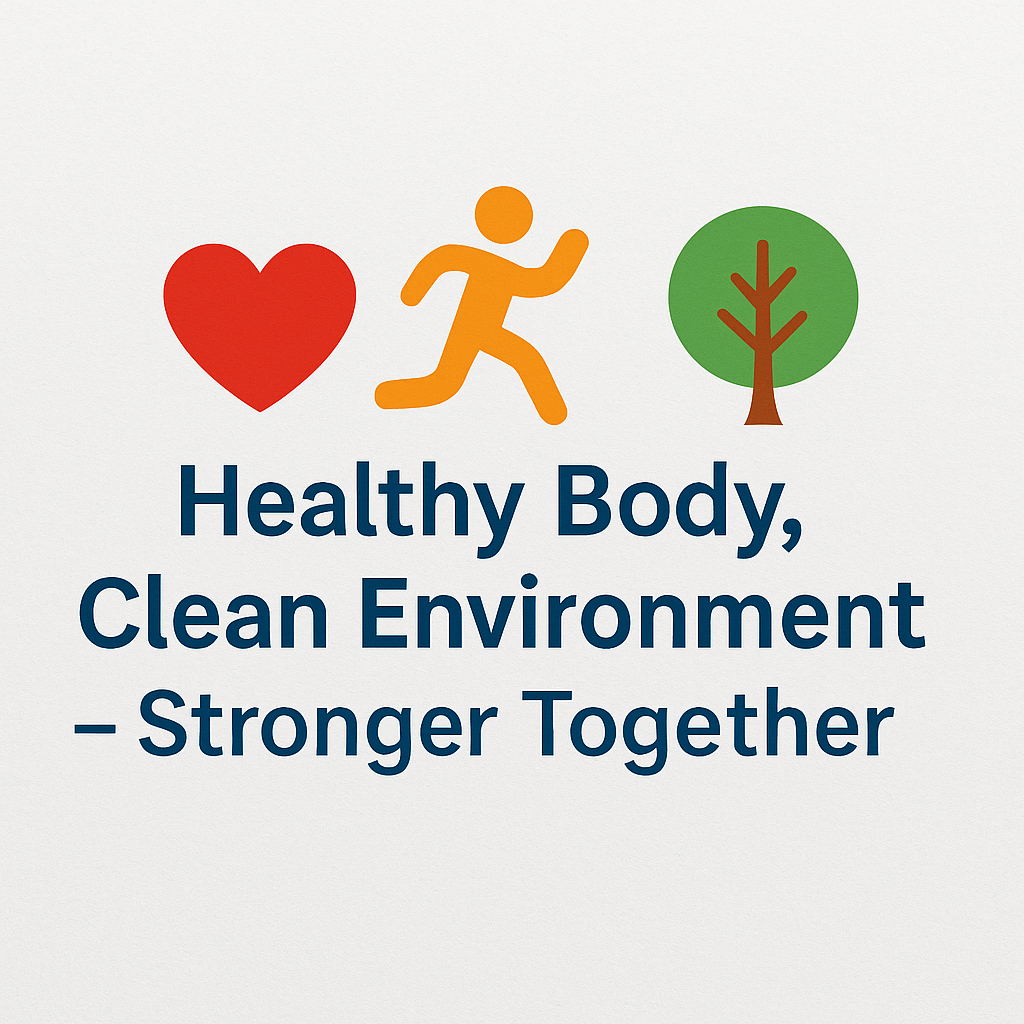 Healthy Body,
Clean Environment
– Stronger Together